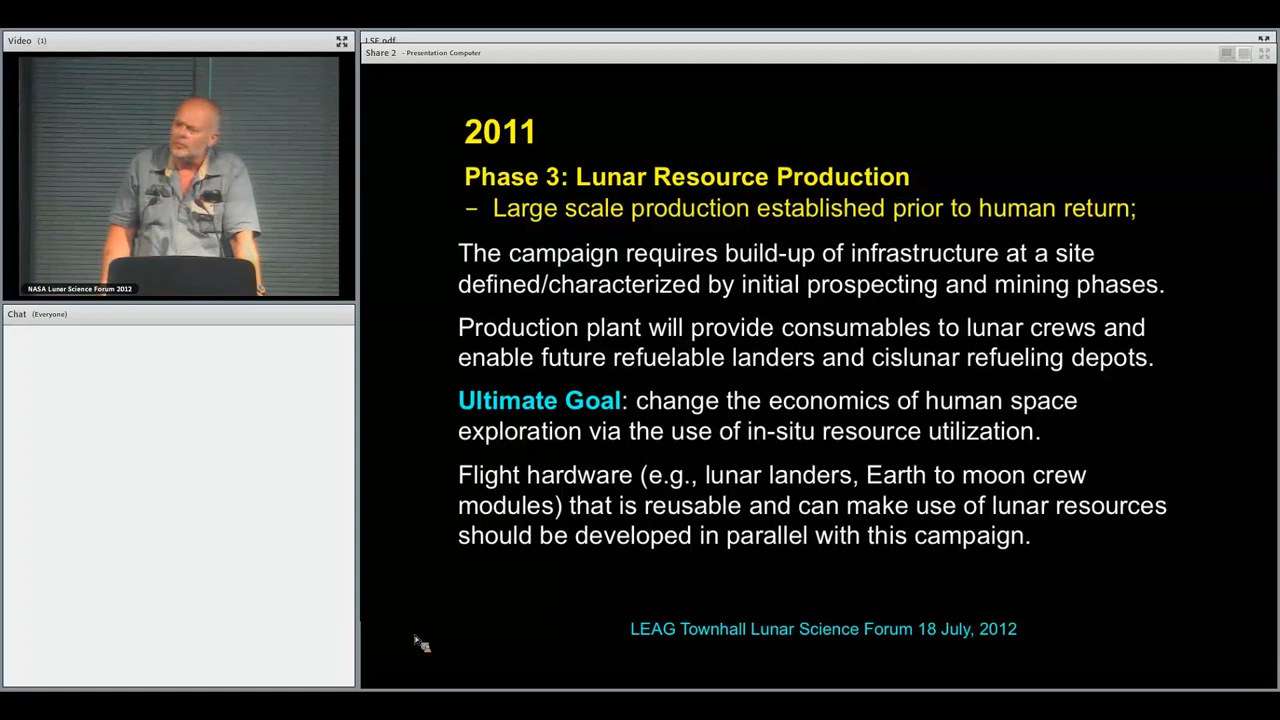 Video (1)
LSF.pdf
Share 2 - Presentation Computer
NASA Lunar Science Forum 2012
Chat (Everyone)
2011
Phase 3: Lunar Resource Production
– Large scale production established prior to human return;
The campaign requires build-up of infrastructure at a site
defined/characterized by initial prospecting and mining phases.
Production plant will provide consumables to lunar crews and
enable future refuelable landers and cislunar refueling depots.
Ultimate Goal: change the economics of human space
exploration via the use of in-situ resource utilization.
Flight hardware (e.g., lunar landers, Earth to moon crew
modules) that is reusable and can make use of lunar resources
should be developed in parallel with this campaign.
LEAG Townhall Lunar Science Forum 18 July, 2012